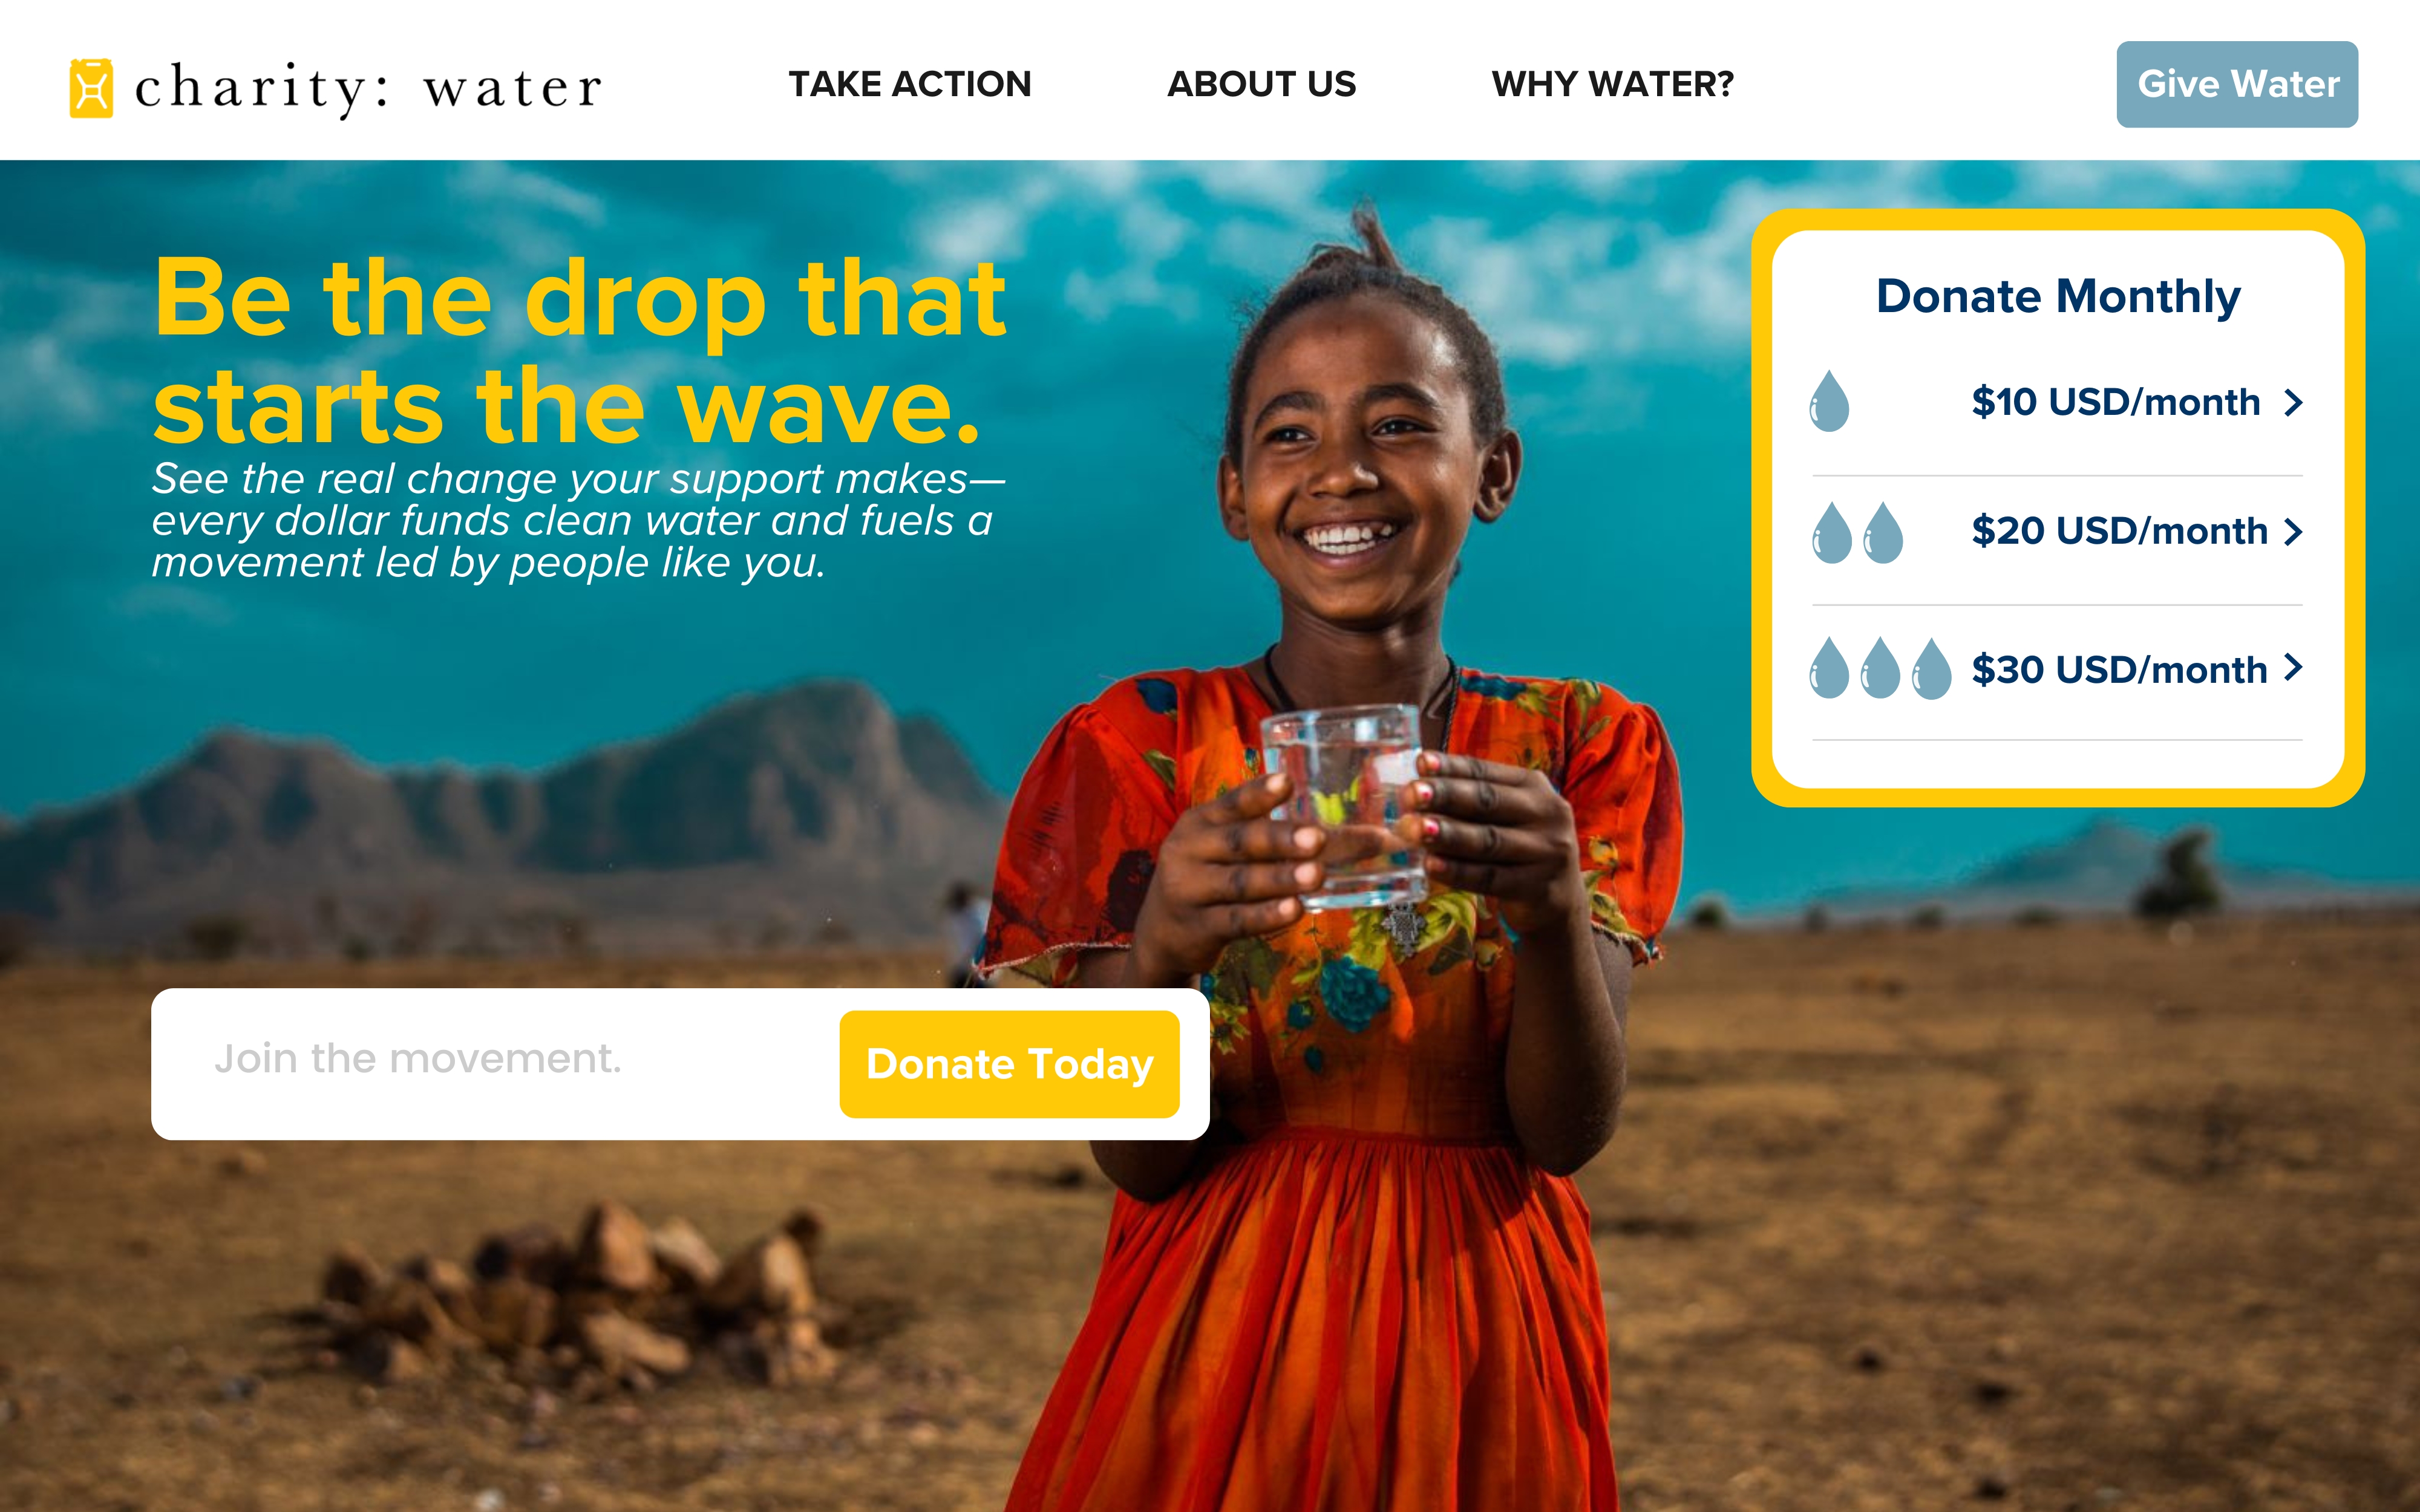 charity: water
TAKE ACTION
ABOUT US
WHY WATER?
Give Water
Be the drop that
starts the wave.
See the real change your support makes—
every dollar funds clean water and fuels a
movement led by people like you.
Donate Monthly
$10 USD/month
$20 USD/month
$30 USD/month
Join the movement.
Donate Today